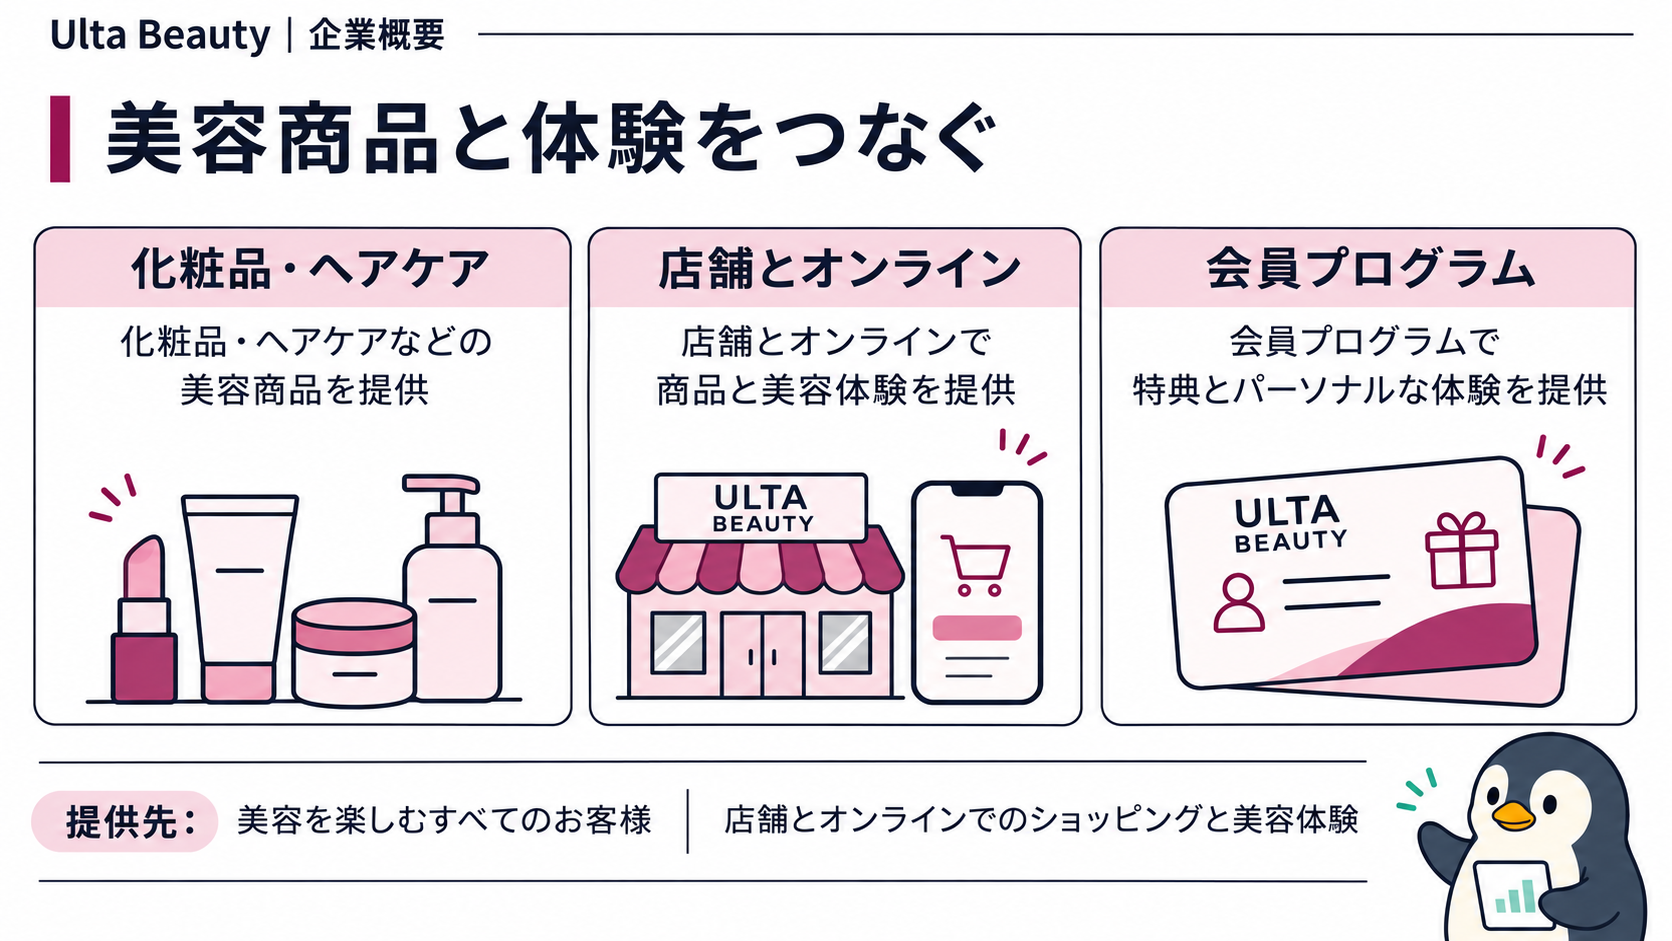 Ulta Beauty｜企業概要
美容商品と体験をつなぐ
化粧品・ヘアケア
化粧品・ヘアケアなどの
美容商品を提供
店舗とオンライン
店舗とオンラインで
商品と美容体験を提供
ULTA
BEAUTY
会員プログラム
会員プログラムで
特典とパーソナルな体験を提供
ULTA
BEAUTY
提供先： 美容を楽しむすべてのお客様｜店舗とオンラインでのショッピングと美容体験